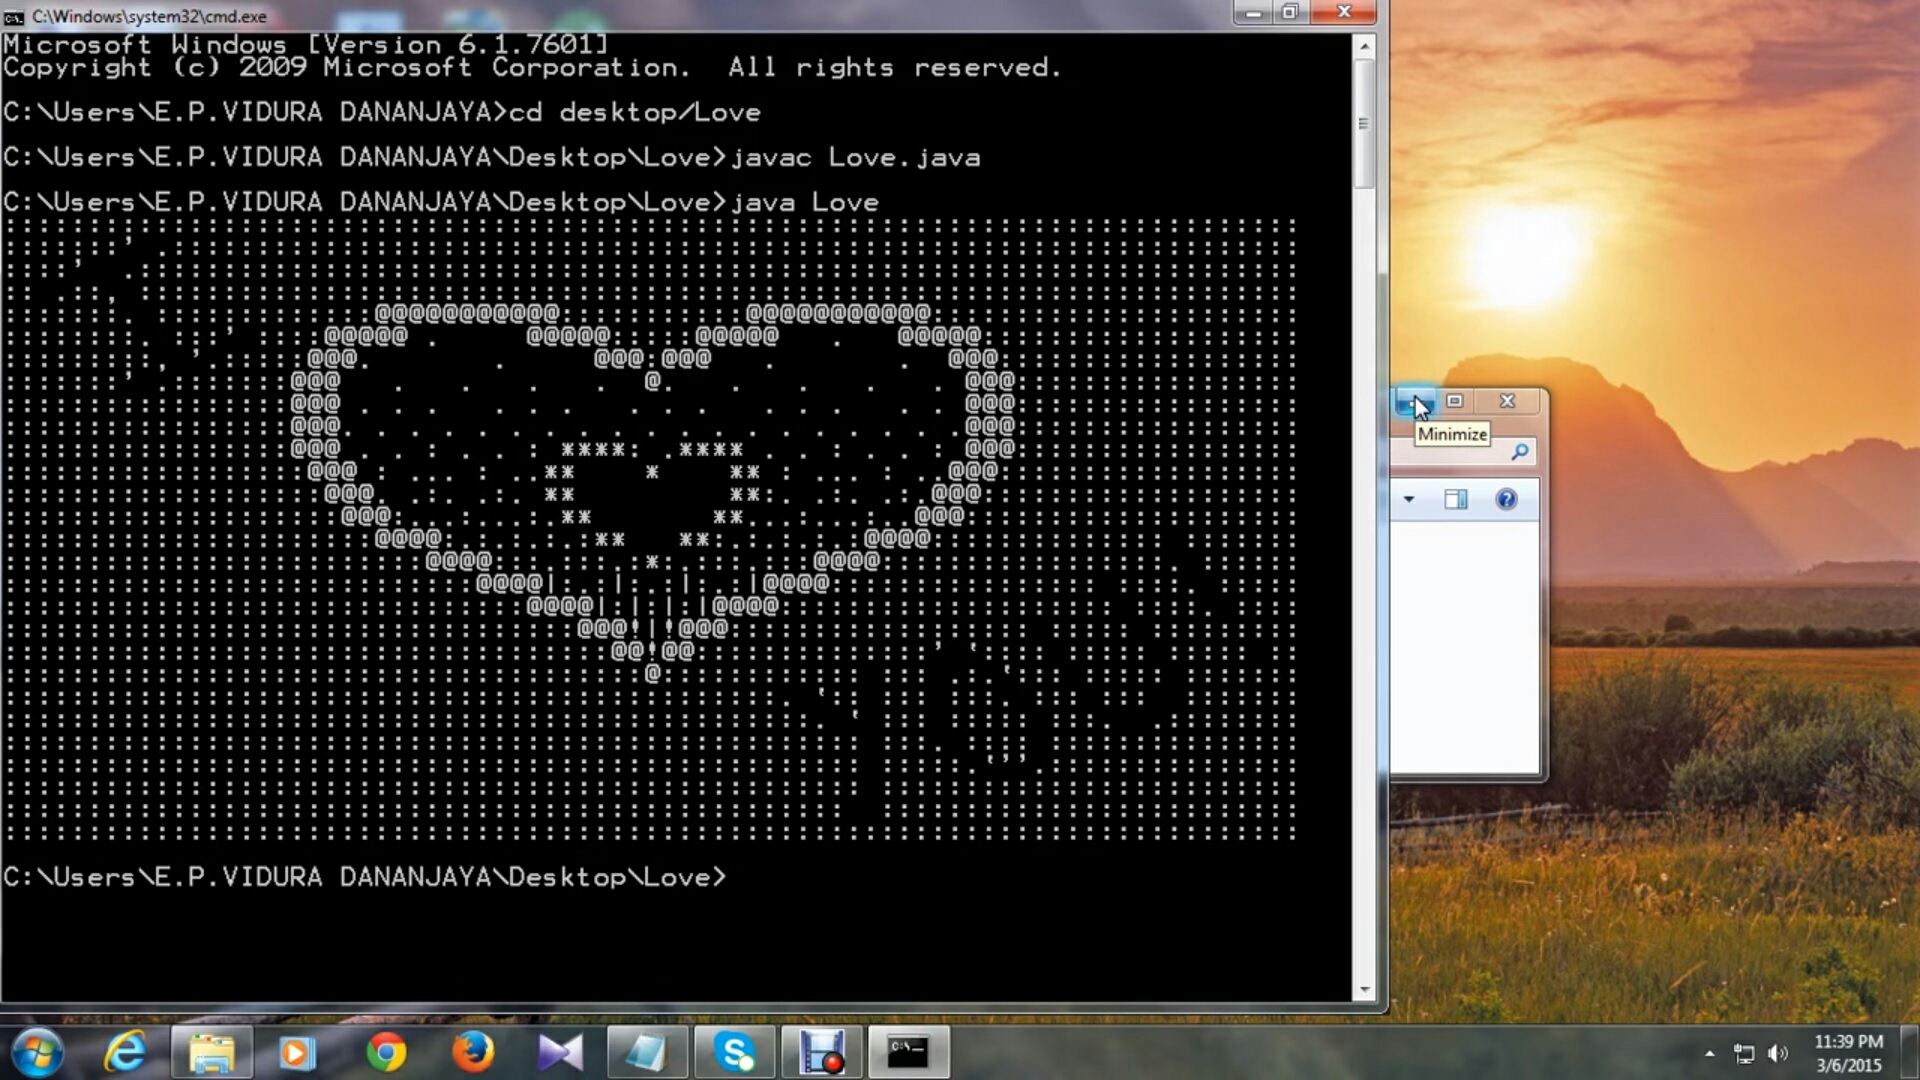 C:\Windows\system32\cmd.exe
Microsoft Windows [Version 6.1.7601]
Copyright (c) 2009 Microsoft Corporation.  All rights reserved.
C:\Users\E.P.VIDURA DANANJAYA>cd desktop/Love
C:\Users\E.P.VIDURA DANANJAYA\Desktop\Love>javac Love.java
C:\Users\E.P.VIDURA DANANJAYA\Desktop\Love>java Love
Minimize
C:\Users\E.P.VIDURA DANANJAYA\Desktop\Love>
11:39 PM
3/6/2015